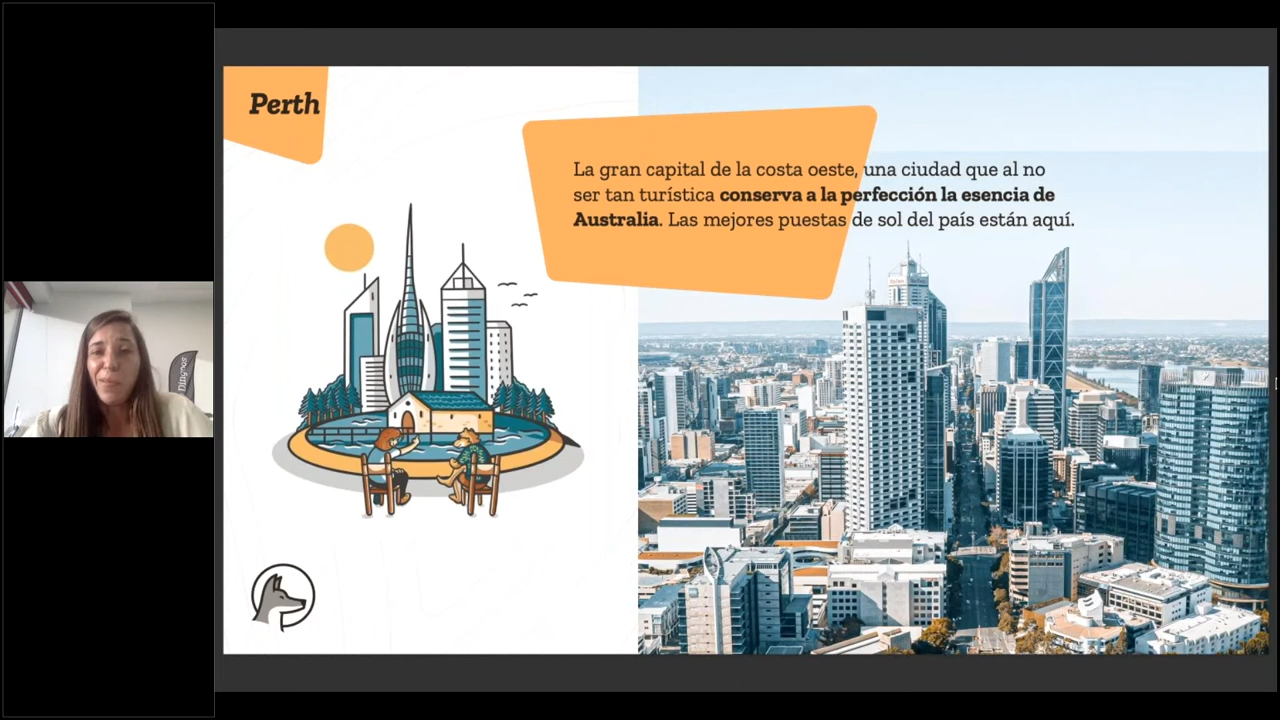 Perth
La gran capital de la costa oeste, una ciudad que al no
ser tan turística conserva a la perfección la esencia de
Australia. Las mejores puestas de sol del país están aquí.